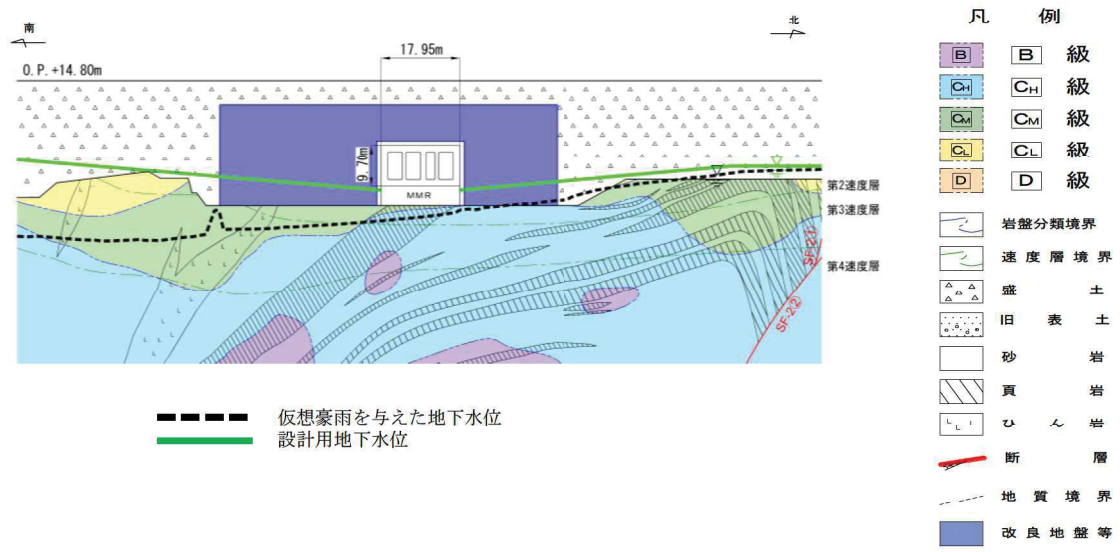 南
北
17.95m
O.P.+14.80m
9.70m
MMR
第2速度層
第3速度層
第4速度層
SF-2(1)
SF-2(2)
仮想豪雨を与えた地下水位
設計用地下水位
凡 例
B B 級
CH CH 級
CM CM 級
CL CL 級
D D 級
岩盤分類境界
速度層境界
盛 土
旧表土
砂 岩
頁 岩
ひん岩
断 層
地質境界
改良地盤等